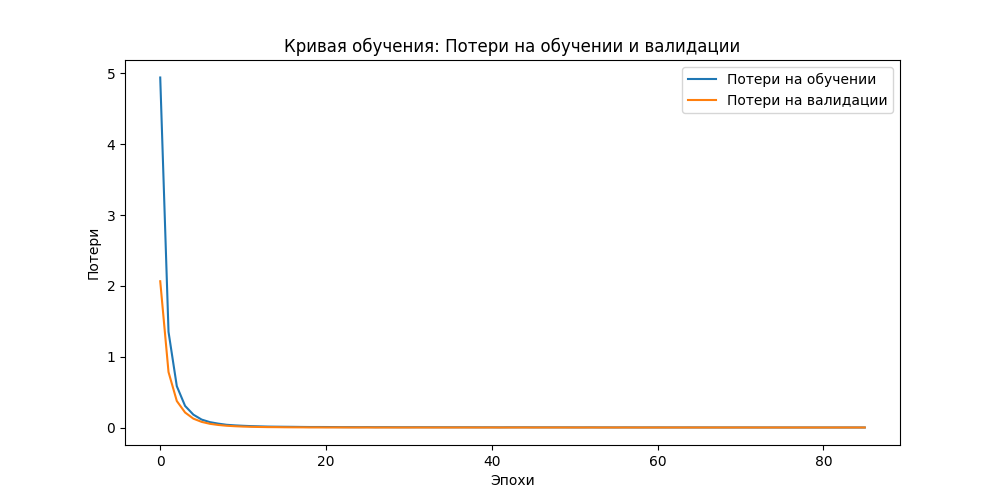 Кривая обучения: Потери на обучении и валидации
Потери на обучении
Потери на валидации
5
4
3
2
1
0
Потери
0 20 40 60 80
Эпохи